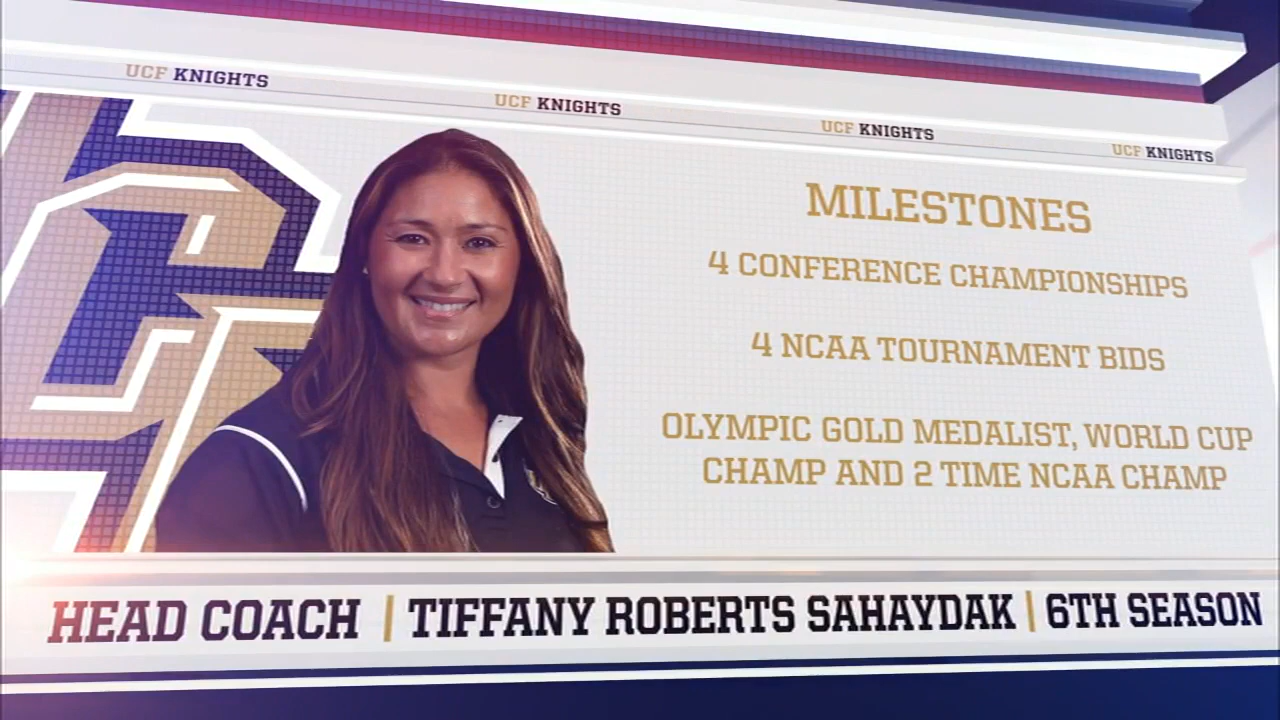 UCF KNIGHTS
UCF KNIGHTS
UCF KNIGHTS
UCF KNIGHTS
MILESTONES
4 CONFERENCE CHAMPIONSHIPS
4 NCAA TOURNAMENT BIDS
OLYMPIC GOLD MEDALIST, WORLD CUP
CHAMP AND 2 TIME NCAA CHAMP
HEAD COACH | TIFFANY ROBERTS SAHAYDAK | 6TH SEASON